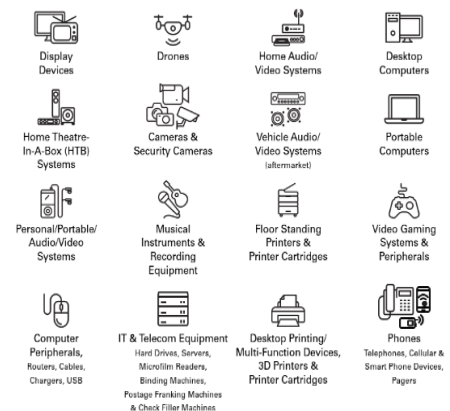 Display
Devices
Drones
Home Audio/
Video Systems
Desktop
Computers
Home Theatre-
In-A-Box (HTB)
Systems
Cameras &
Security Cameras
Vehicle Audio/
Video Systems
(aftermarket)
Portable
Computers
Personal/Portable/
Audio/Video
Systems
Musical
Instruments &
Recording
Equipment
Floor Standing
Printers &
Printer Cartridges
Video Gaming
Systems &
Peripherals
Computer
Peripherals,
Routers, Cables,
Chargers, USB
IT & Telecom Equipment
Hard Drives, Servers,
Microfilm Readers,
Binding Machines,
Postage Franking Machines
& Check Filler Machines
Desktop Printing/
Multi-Function Devices,
3D Printers &
Printer Cartridges
Phones
Telephones, Cellular &
Smart Phone Devices,
Pagers